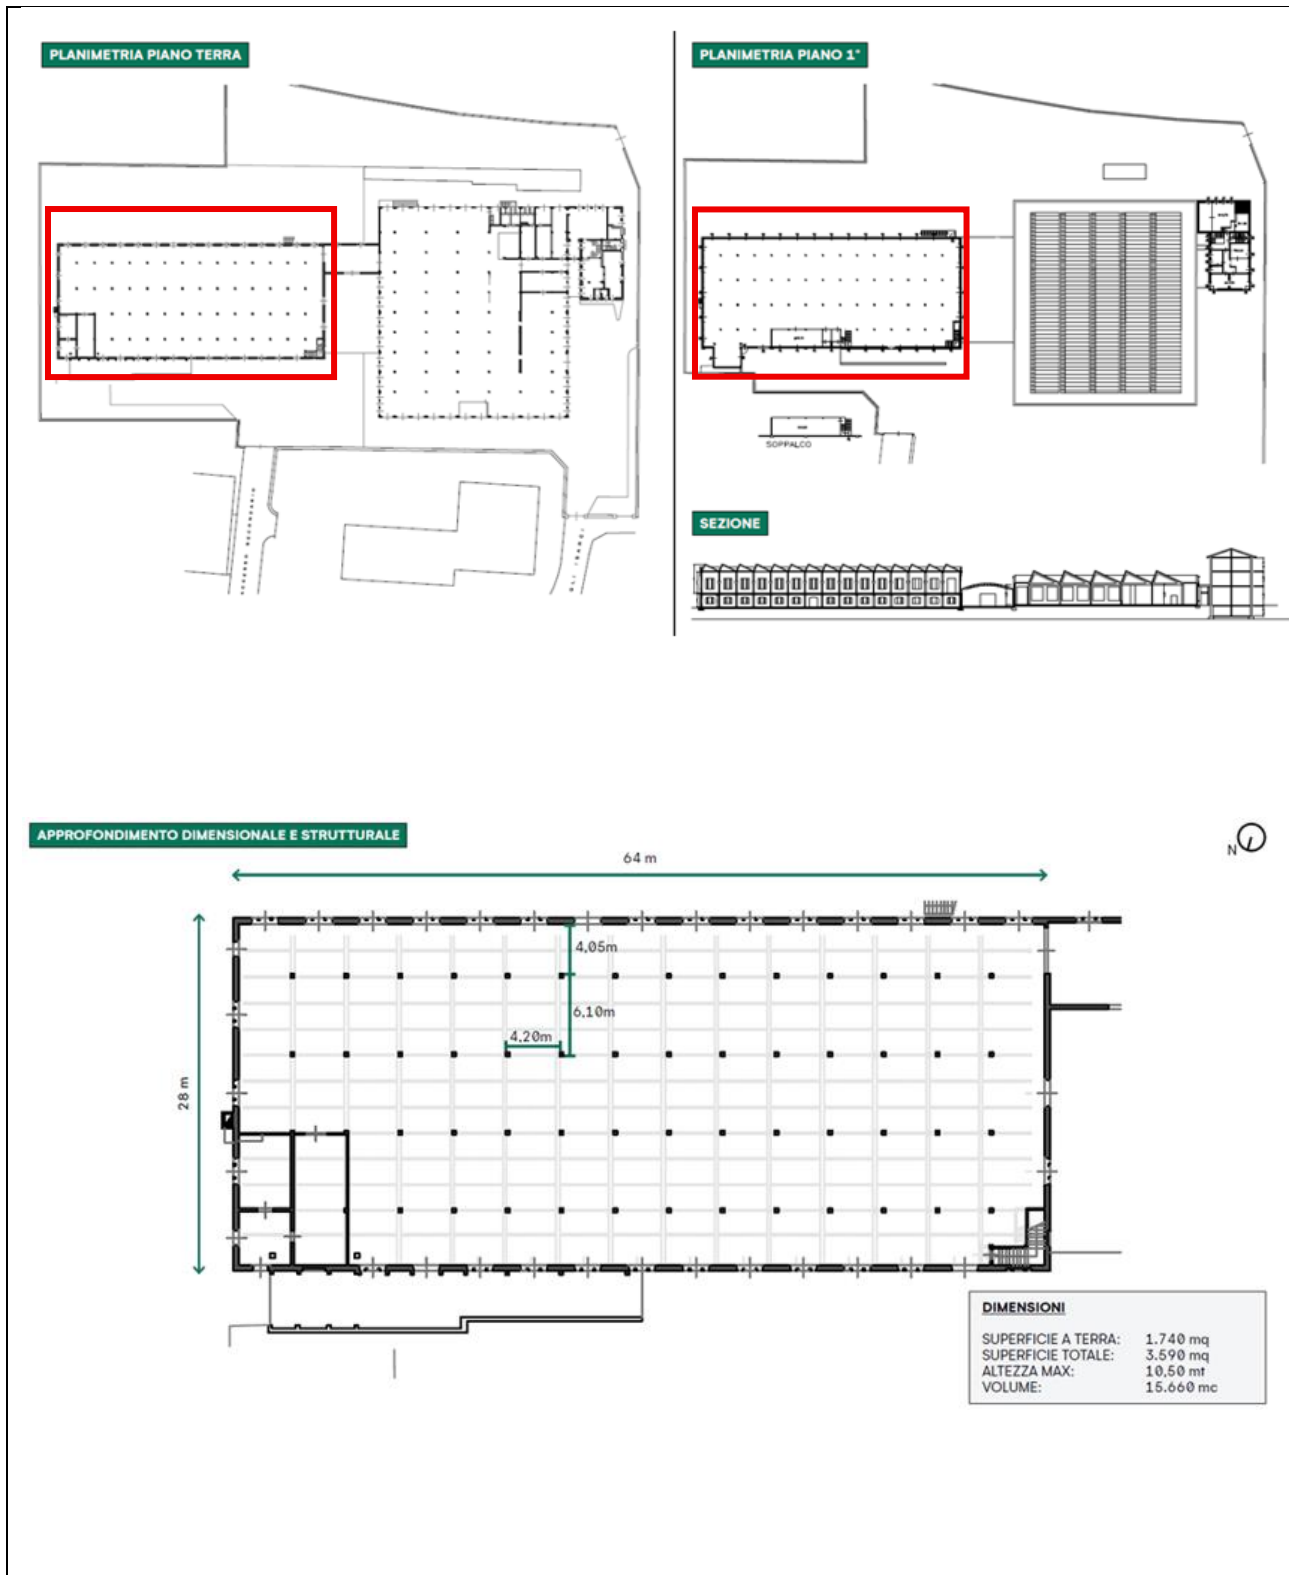 PLANIMETRIA PIANO TERRA
PLANIMETRIA PIANO 1°
SOPPALCO
SEZIONE
APPROFONDIMENTO DIMENSIONALE E STRUTTURALE
N
64 m
28 m
4,05m
6,10m
4,20m
DIMENSIONI
SUPERFICIE A TERRA: 1.740 mq
SUPERFICIE TOTALE: 3.590 mq
ALTEZZA MAX: 10,50 mt
VOLUME: 15.660 mc